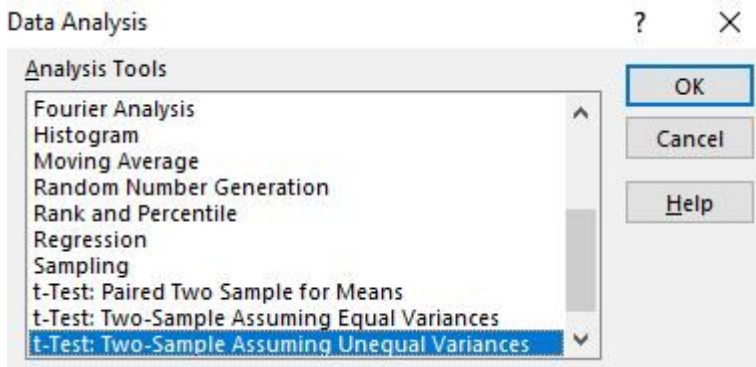 Data Analysis ? ✕
Analysis Tools
OK
Fourier Analysis
Histogram
Cancel
Moving Average
Random Number Generation
Rank and Percentile
Help
Regression
Sampling
t-Test: Paired Two Sample for Means
t-Test: Two-Sample Assuming Equal Variances
t-Test: Two-Sample Assuming Unequal Variances